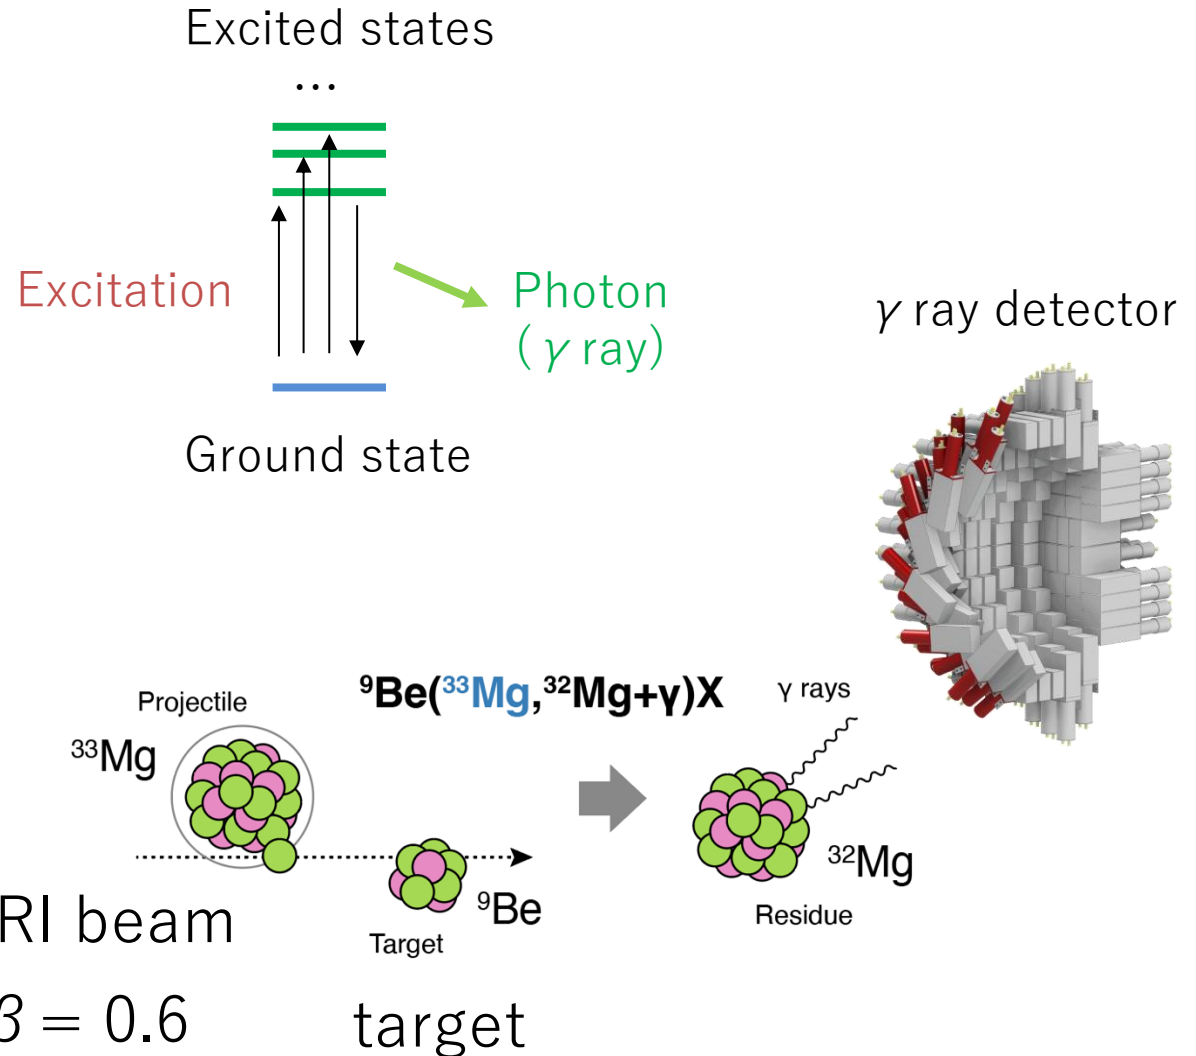 Excited states
…
Excitation
Photon
(γ ray)
γ ray detector
Ground state
⁹Be(³³Mg,³²Mg+γ)X
Projectile
γ rays
³³Mg
³²Mg
⁹Be
Residue
RI beam
Target
β = 0.6
target